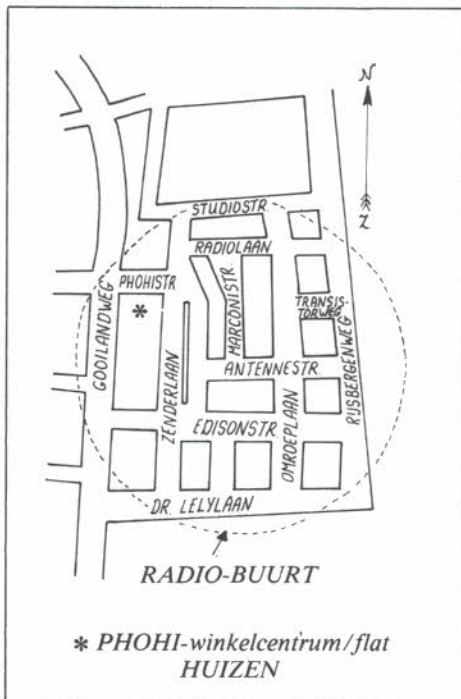 N
Z
STUDIOSTR.
RADIOLAAN
PHOHISTR.
MARCONISTR.
TRANSIS-
TORWEG
GOOILANDWEG
ZENDERLAAN
ANTENNESTR.
RIJSBERGENWEG
EDISONSTR.
OMROEPLAAN
DR. LELYLAAN
RADIO-BUURT
* PHOHI-winkelcentrum/flat
HUIZEN